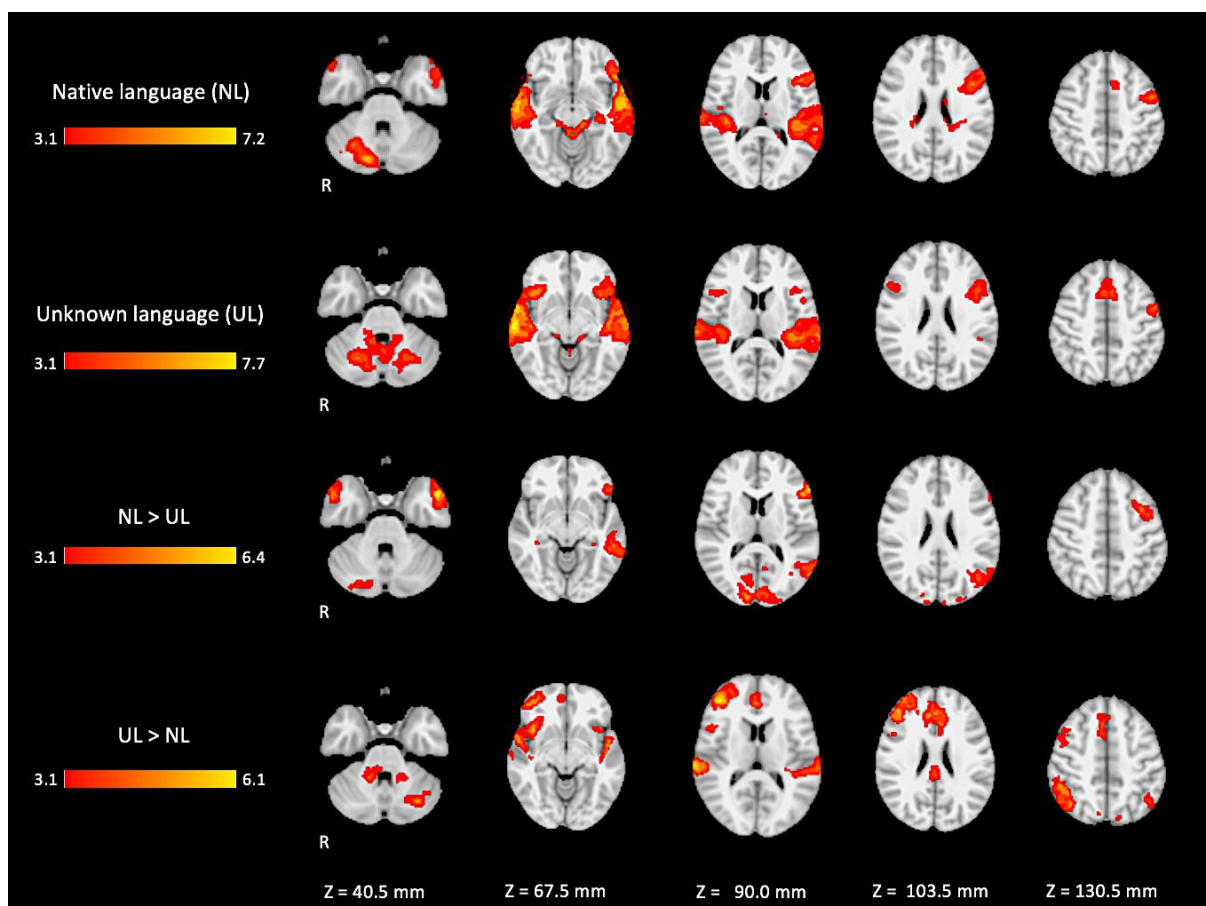 Native language (NL)
3.1 7.2
R
Unknown language (UL)
3.1 7.7
R
NL > UL
3.1 6.4
R
UL > NL
3.1 6.1
R
Z = 40.5 mm Z = 67.5 mm Z = 90.0 mm Z = 103.5 mm Z = 130.5 mm